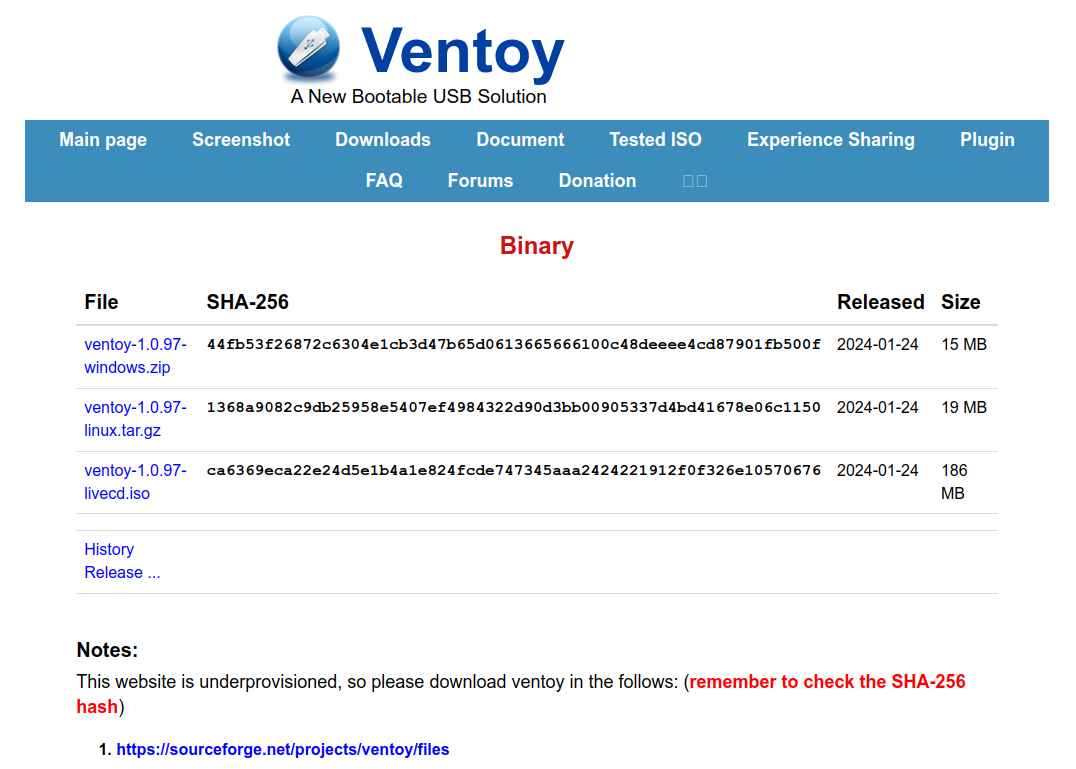 Ventoy
A New Bootable USB Solution
Main page Screenshot Downloads Document Tested ISO Experience Sharing Plugin
FAQ Forums Donation
Binary
File SHA-256 Released Size
ventoy-1.0.97- 44fb53f26872c6304e1cb3d47b65d0613665666100c48deeee4cd87901fb500f 2024-01-24 15 MB
windows.zip
ventoy-1.0.97- 1368a9082c9db25958e5407ef4984322d90d3bb00905337d4bd41678e06c1150 2024-01-24 19 MB
linux.tar.gz
ventoy-1.0.97- ca6369eca22e24d5e1b4a1e824fcde747345aaa2424221912f0f326e10570676 2024-01-24 186
livecd.iso MB
History
Release ...
Notes:
This website is underprovisioned, so please download ventoy in the follows: (remember to check the SHA-256
hash)
1. https://sourceforge.net/projects/ventoy/files